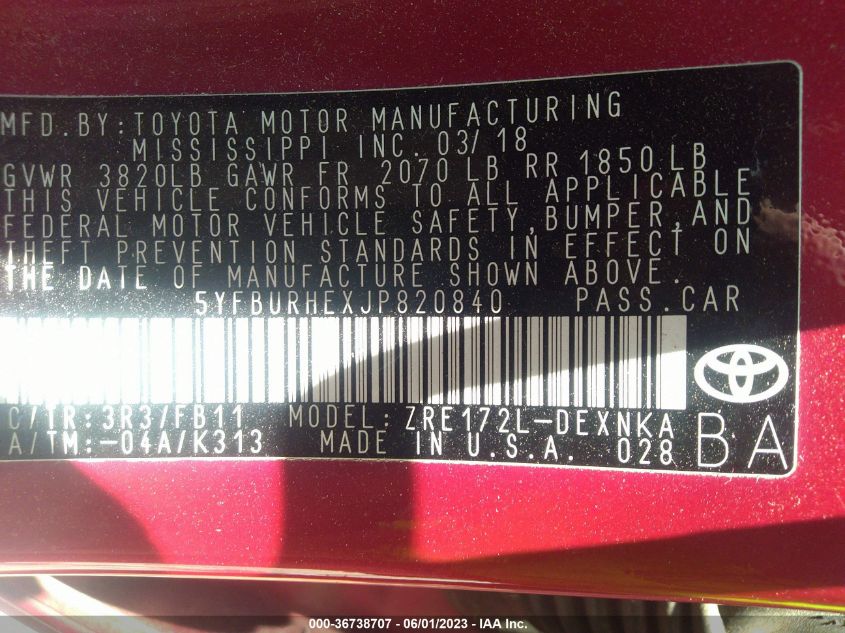 MFD.BY:TOYOTA MOTOR MANUFACTURING
MISSISSIPPI INC. 03/18
GVWR 3820LB GAWR FR 2070 LB RR 1850 LB
THIS VEHICLE CONFORMS TO ALL APPLICABLE
FEDERAL MOTOR VEHICLE SAFETY,BUMPER,AND
THEFT PREVENTION STANDARDS IN EFFECT ON
THE DATE OF MANUFACTURE SHOWN ABOVE.
5YFBURHEXJP820840 PASS.CAR
C/TR:3R3/FB11 MODEL: ZRE172L-DEXNKA
A/TM:-04A/K313 MADE IN U.S.A. 028
BA
000-36738707 - 06/01/2023 - IAA Inc.